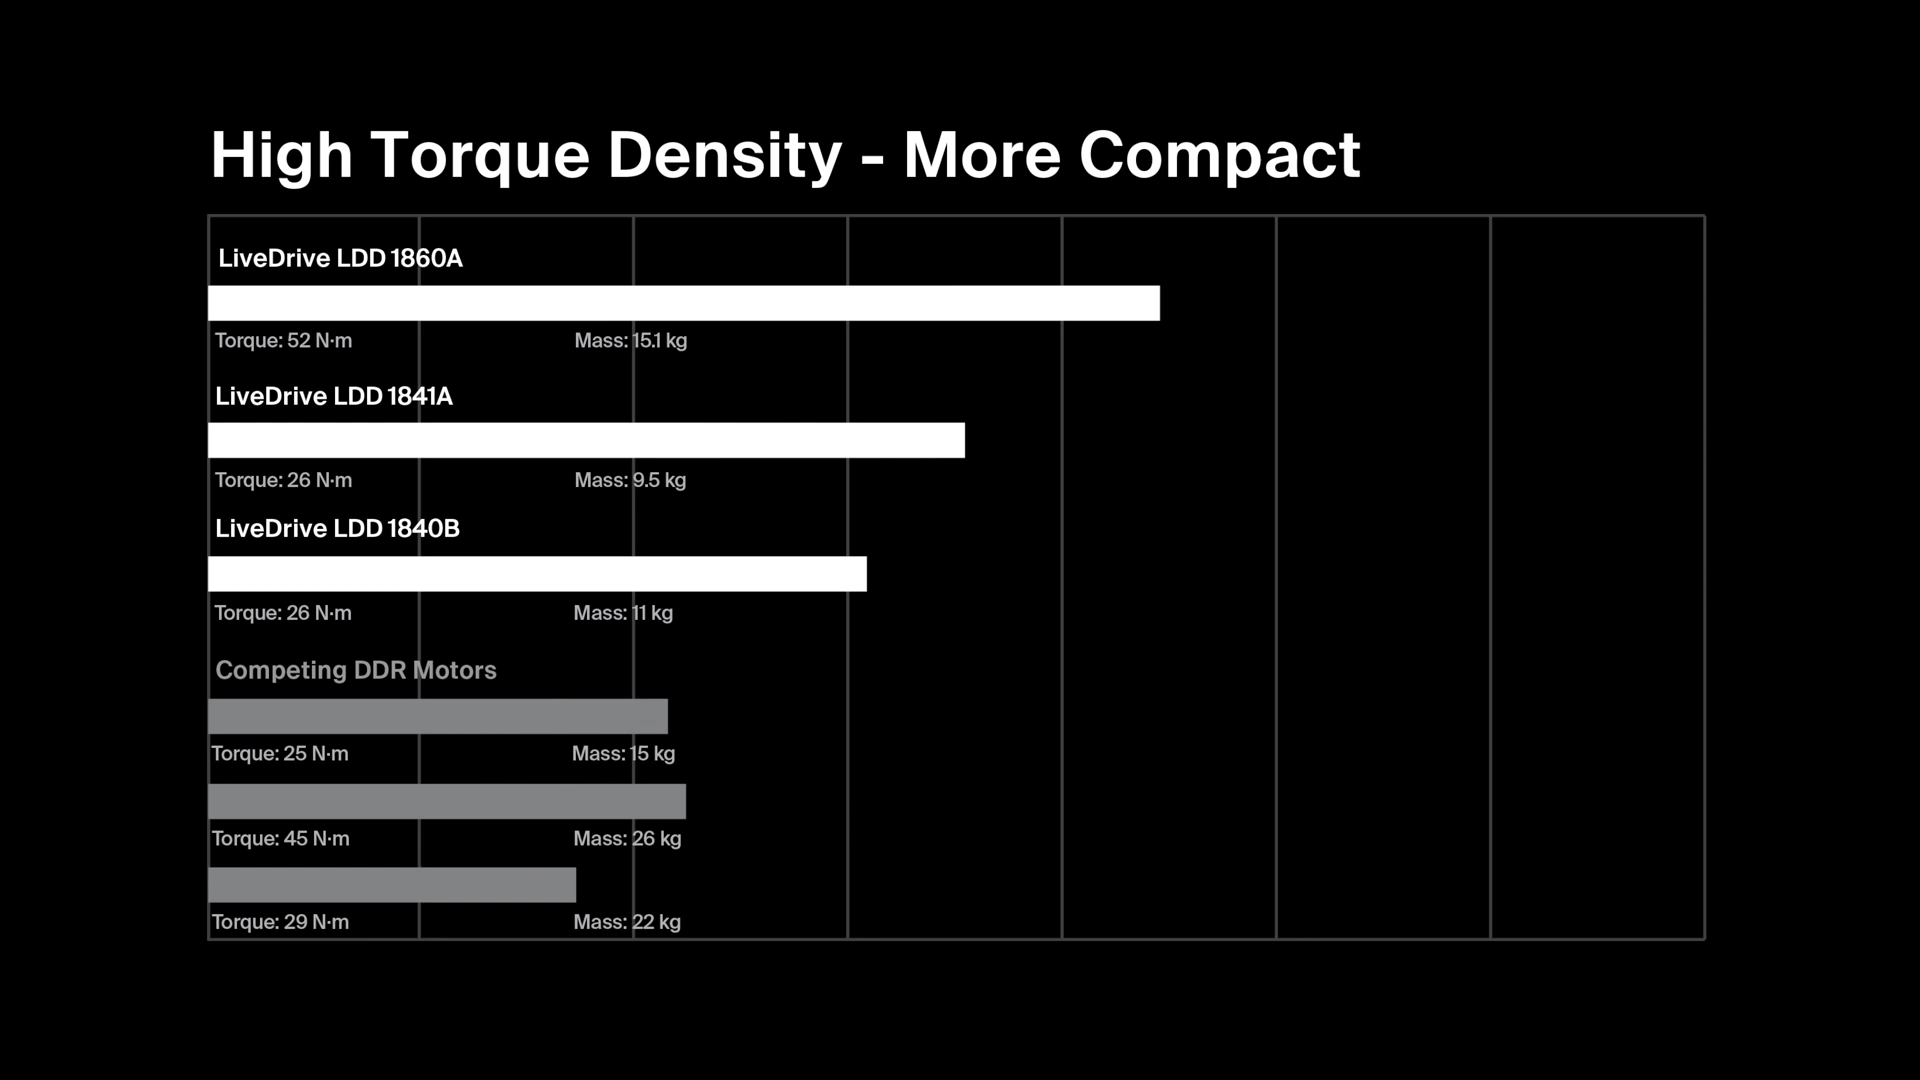 High Torque Density - More Compact
LiveDrive LDD 1860A
Torque: 52 N·m Mass: 15.1 kg
LiveDrive LDD 1841A
Torque: 26 N·m Mass: 9.5 kg
LiveDrive LDD 1840B
Torque: 26 N·m Mass: 11 kg
Competing DDR Motors
Torque: 25 N·m Mass: 15 kg
Torque: 45 N·m Mass: 26 kg
Torque: 29 N·m Mass: 22 kg